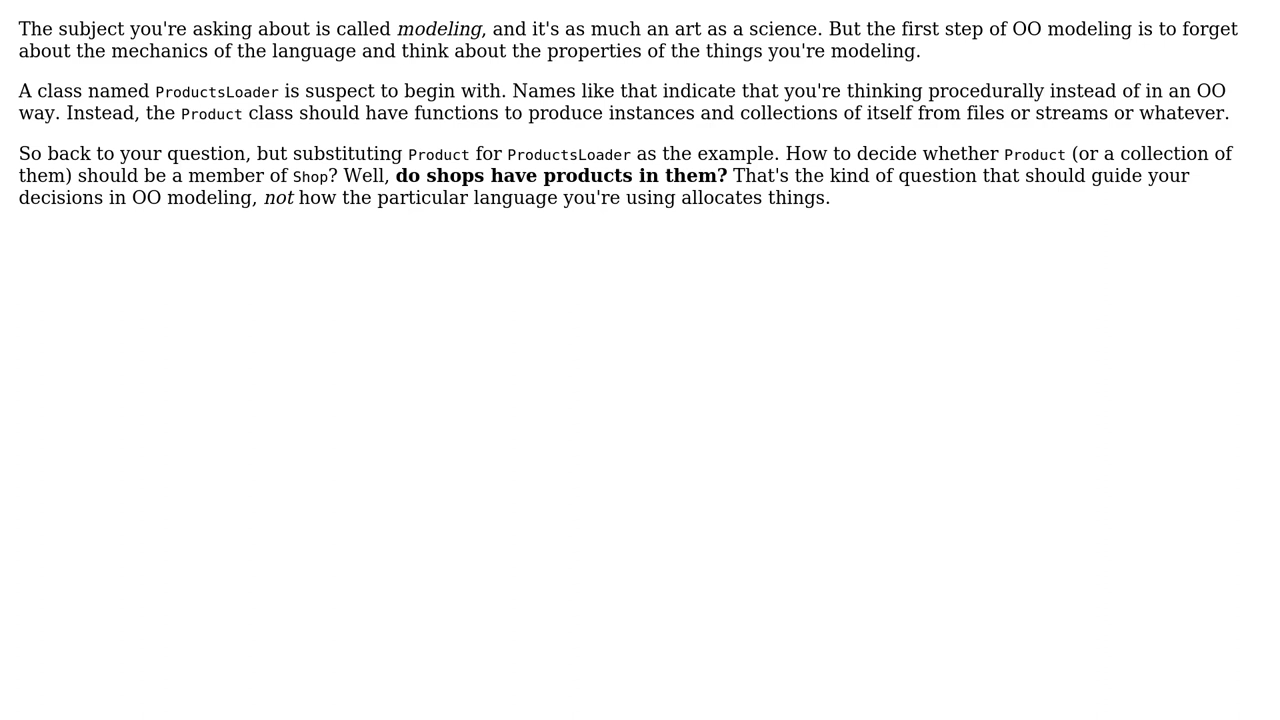 The subject you're asking about is called modeling, and it's as much an art as a science. But the first step of OO modeling is to forget
about the mechanics of the language and think about the properties of the things you're modeling.
A class named ProductsLoader is suspect to begin with. Names like that indicate that you're thinking procedurally instead of in an OO
way. Instead, the Product class should have functions to produce instances and collections of itself from files or streams or whatever.
So back to your question, but substituting Product for ProductsLoader as the example. How to decide whether Product (or a collection of
them) should be a member of Shop? Well, do shops have products in them? That's the kind of question that should guide your
decisions in OO modeling, not how the particular language you're using allocates things.